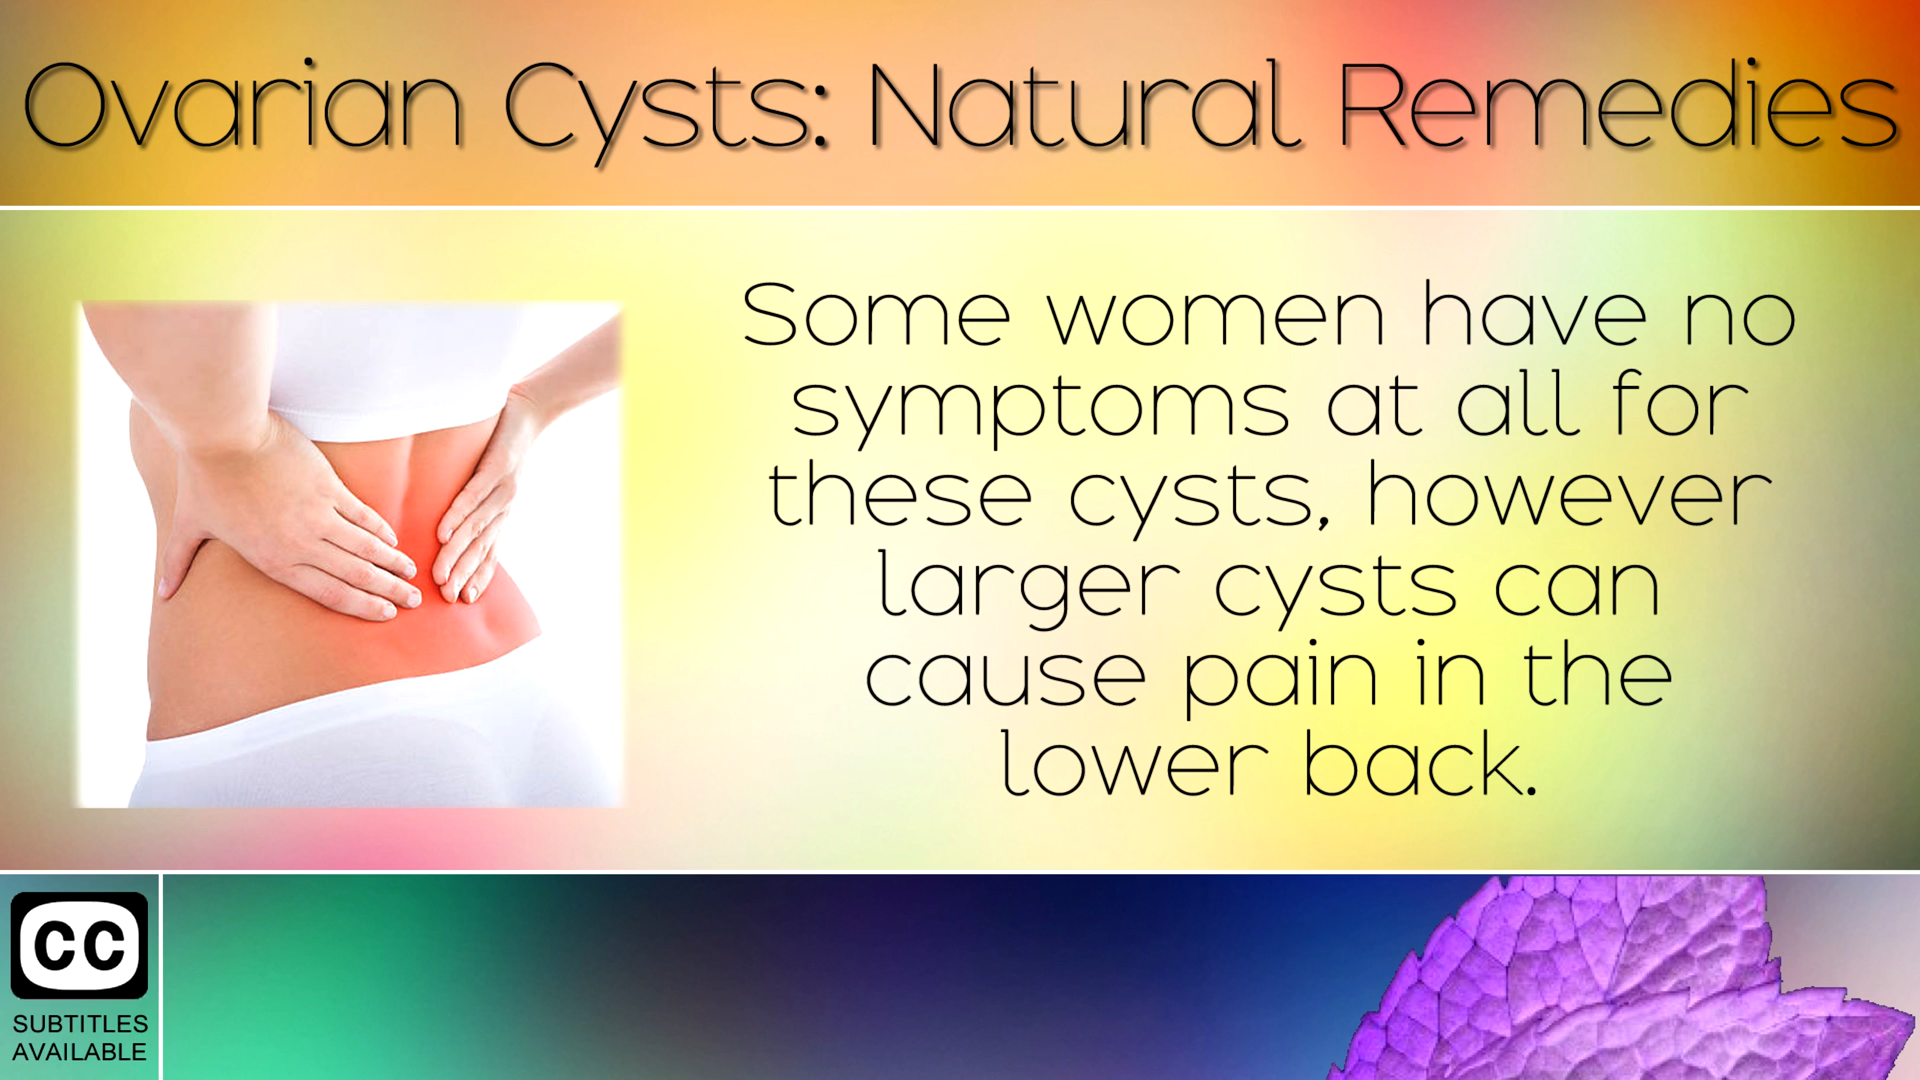 Ovarian Cysts: Natural Remedies
Some women have no
symptoms at all for
these cysts, however
larger cysts can
cause pain in the
lower back.
CC
SUBTITLES
AVAILABLE